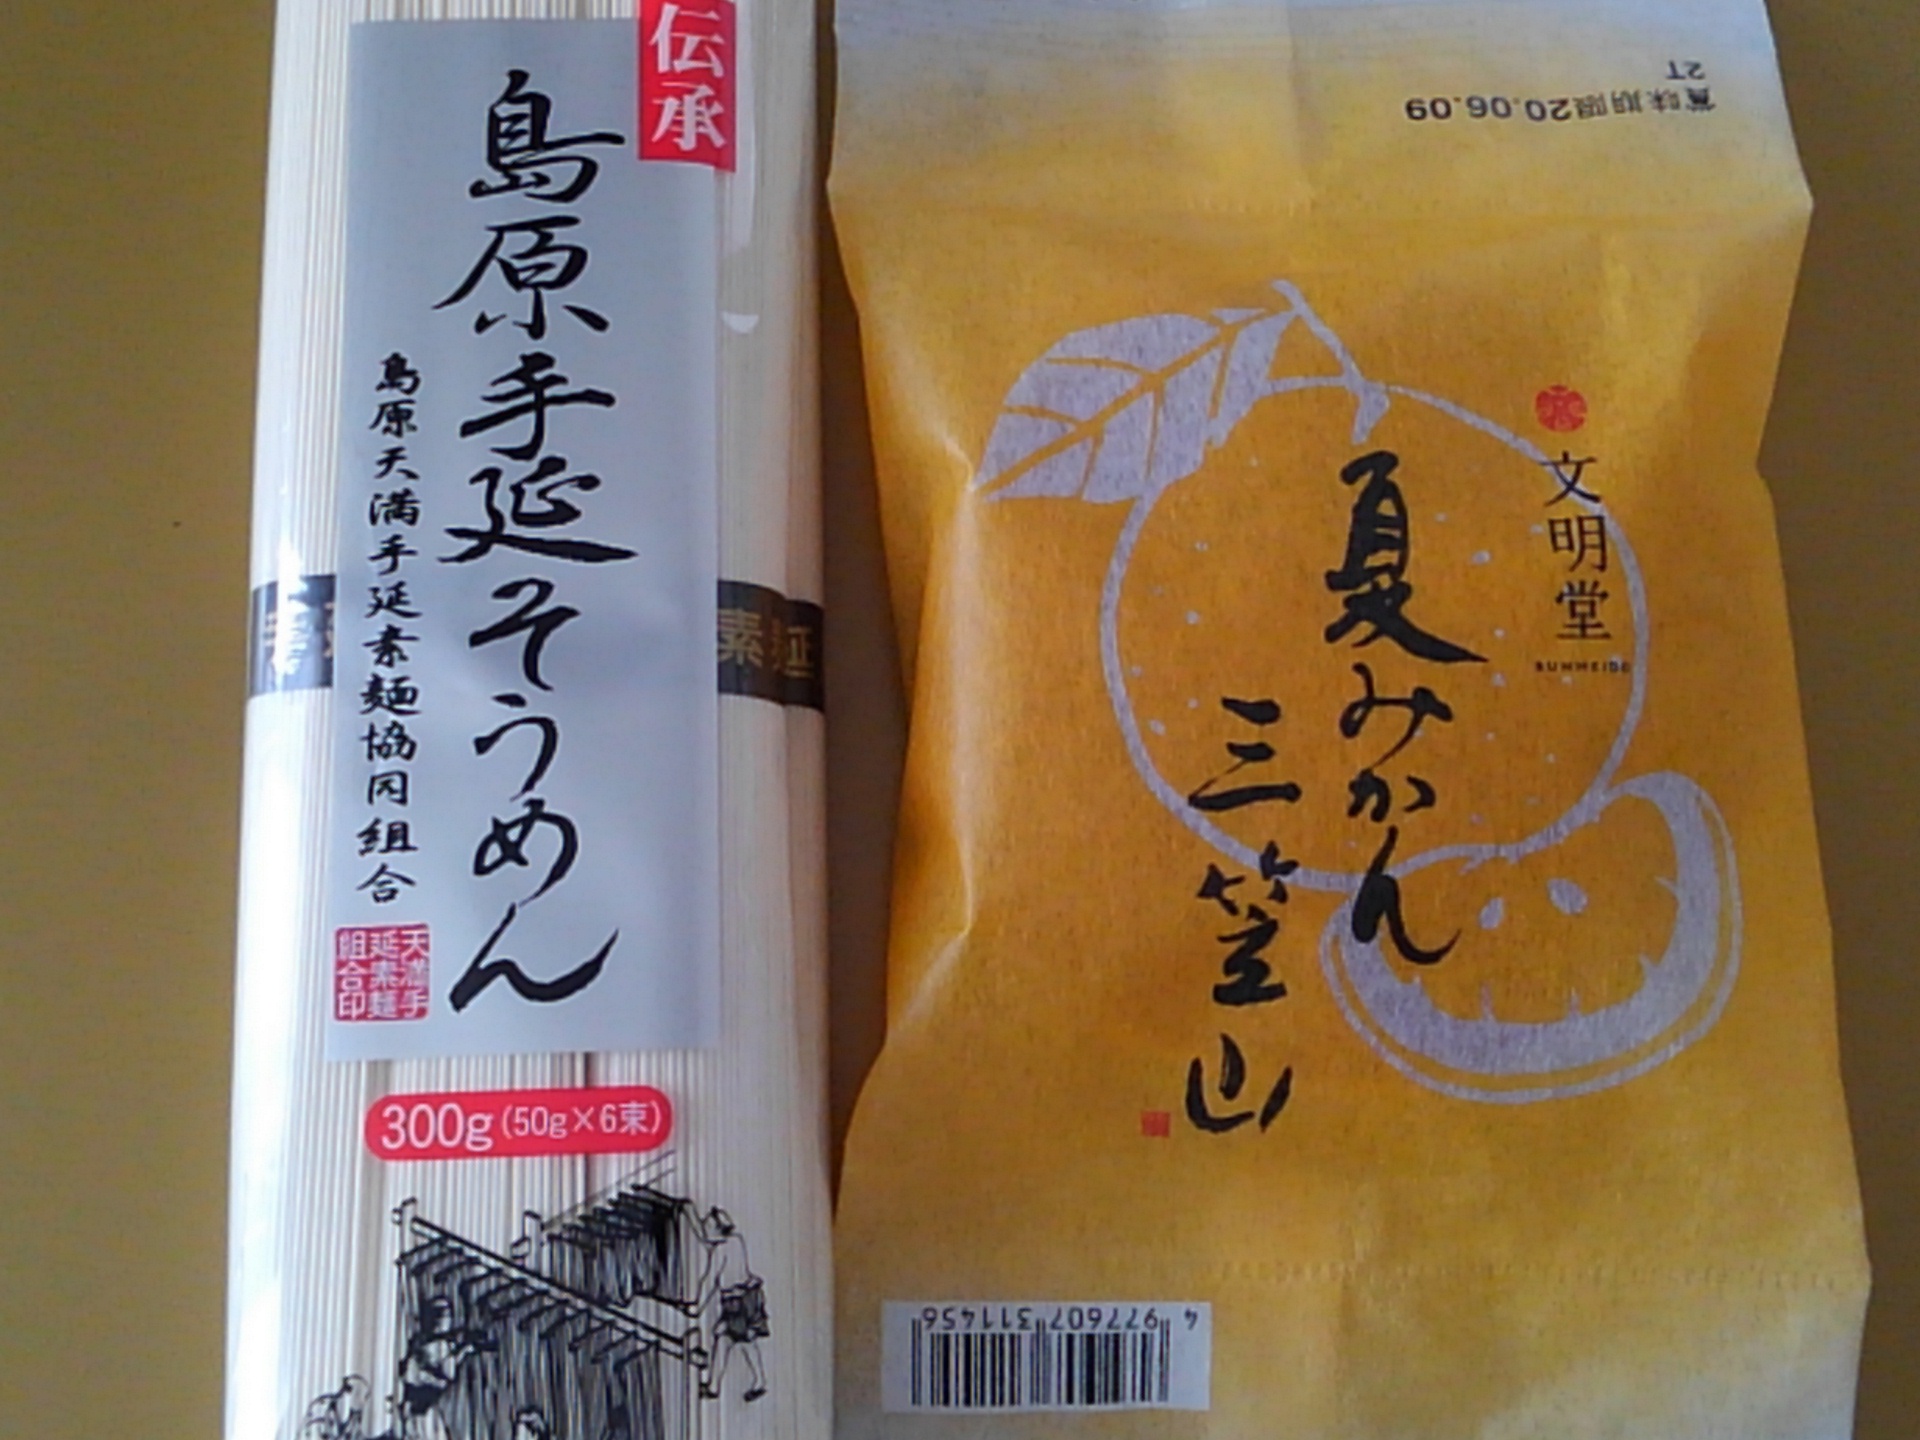 伝承
島原手延そうめん
島原天満手延素麺協同組合
天満手
延素麺
組合印
素麺
300g(50g×6束)
賞味期限20.06.09
2T
文明堂
BUNMEIDO
夏みかん
三笠山
4 977607 311456